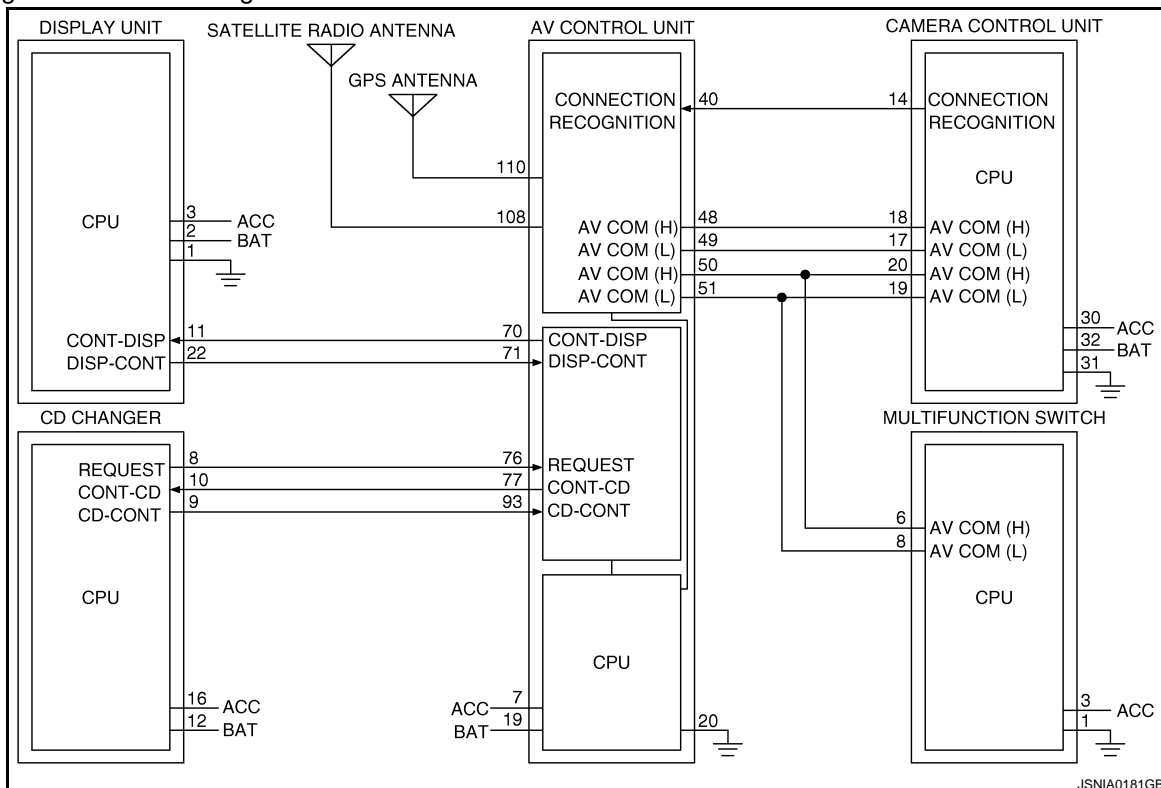 DISPLAY UNIT
CPU
3 ACC
2 BAT
1
CONT-DISP 11
DISP-CONT 22
CD CHANGER
REQUEST 8
CONT-CD 10
CD-CONT 9
CPU
16 ACC
12 BAT
SATELLITE RADIO ANTENNA
GPS ANTENNA
AV CONTROL UNIT
CONNECTION 40
RECOGNITION
110
108
AV COM (H) 48
AV COM (L) 49
AV COM (H) 50
AV COM (L) 51
70 CONT-DISP
71 DISP-CONT
76 REQUEST
77 CONT-CD
93 CD-CONT
CPU
ACC 7
BAT 19
20
CAMERA CONTROL UNIT
14 CONNECTION
RECOGNITION
CPU
18 AV COM (H)
17 AV COM (L)
20 AV COM (H)
19 AV COM (L)
30 ACC
32 BAT
31
MULTIFUNCTION SWITCH
6 AV COM (H)
8 AV COM (L)
CPU
3 ACC
1
JSNIA0181GB